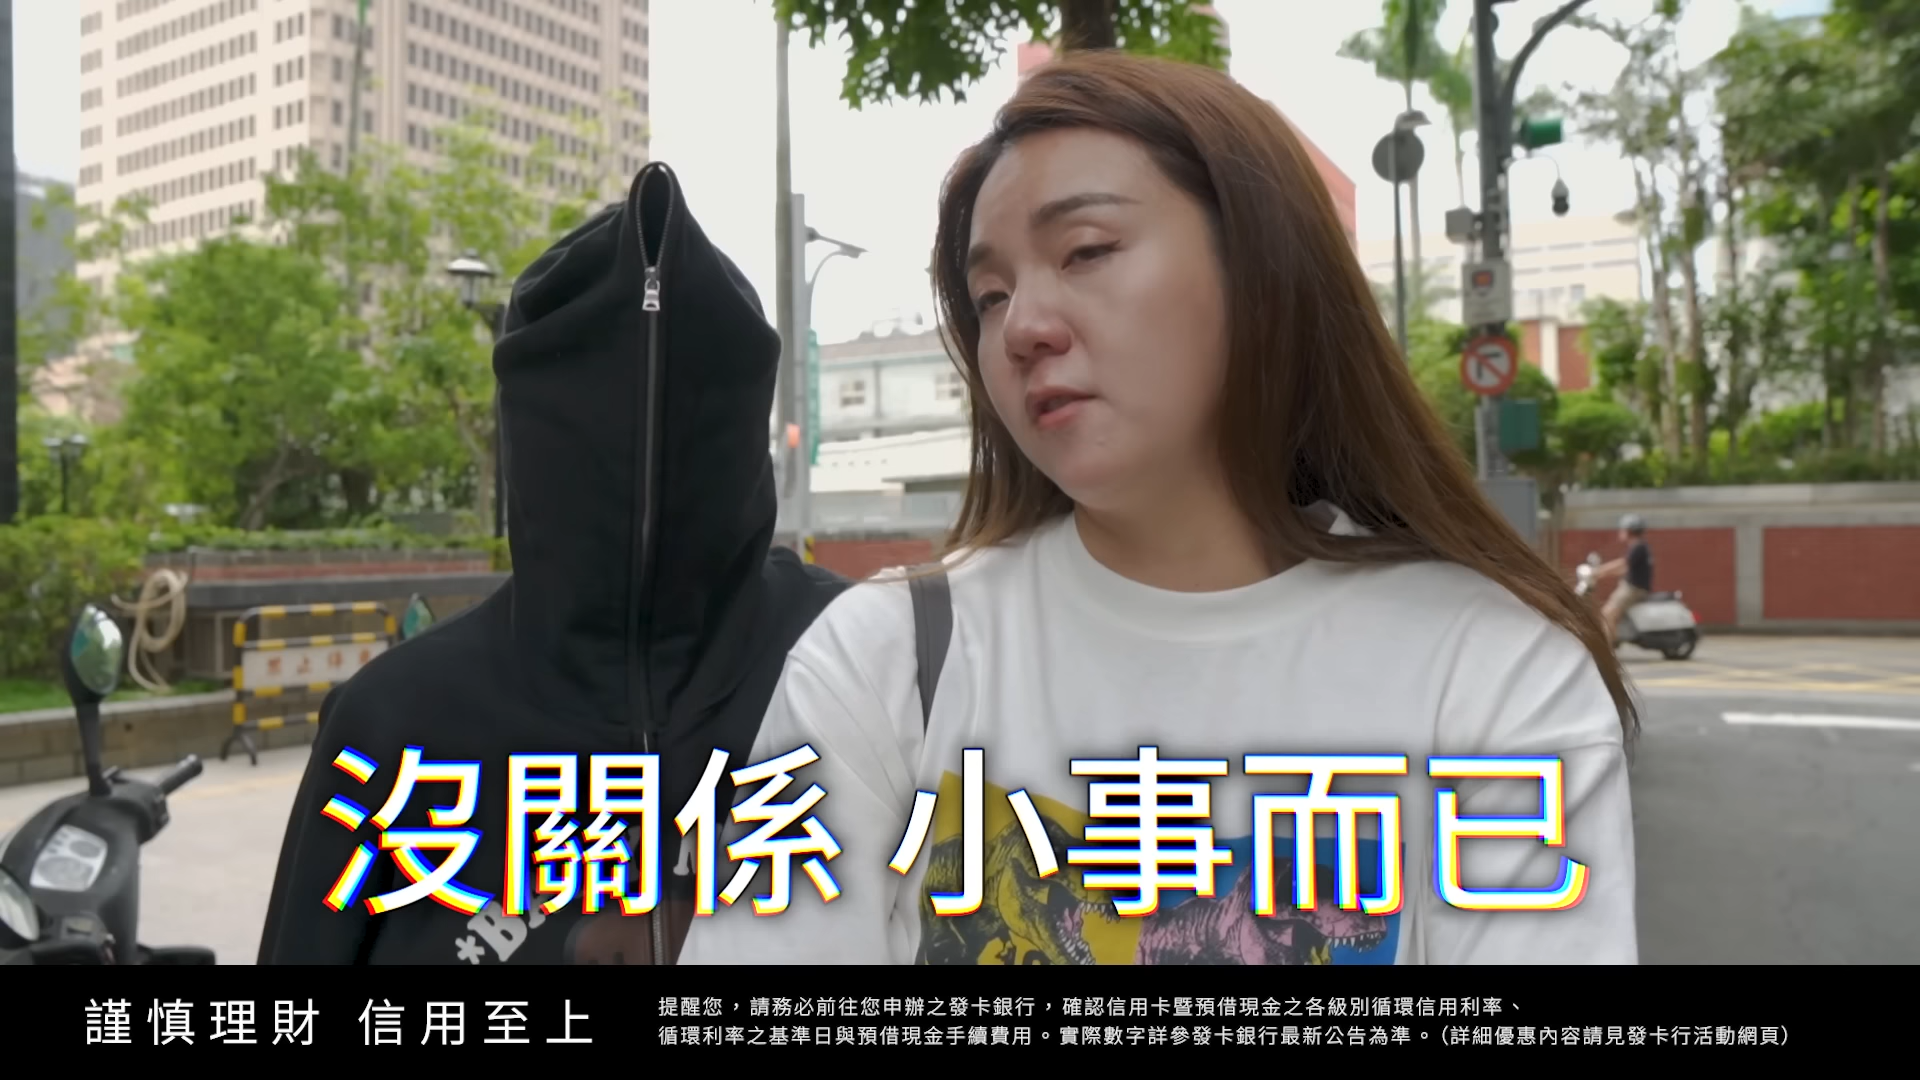 禁止停車
*BA
沒關係 小事而已
謹慎理財 信用至上
提醒您，請務必前往您申辦之發卡銀行，確認信用卡暨預借現金之各級別循環信用利率、
循環利率之基準日與預借現金手續費用。實際數字詳參發卡銀行最新公告為準。(詳細優惠內容請見發卡行活動網頁)